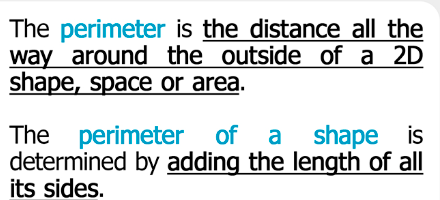 The perimeter is the distance all the
way around the outside of a 2D
shape, space or area.
The perimeter of a shape is
determined by adding the length of all
its sides.